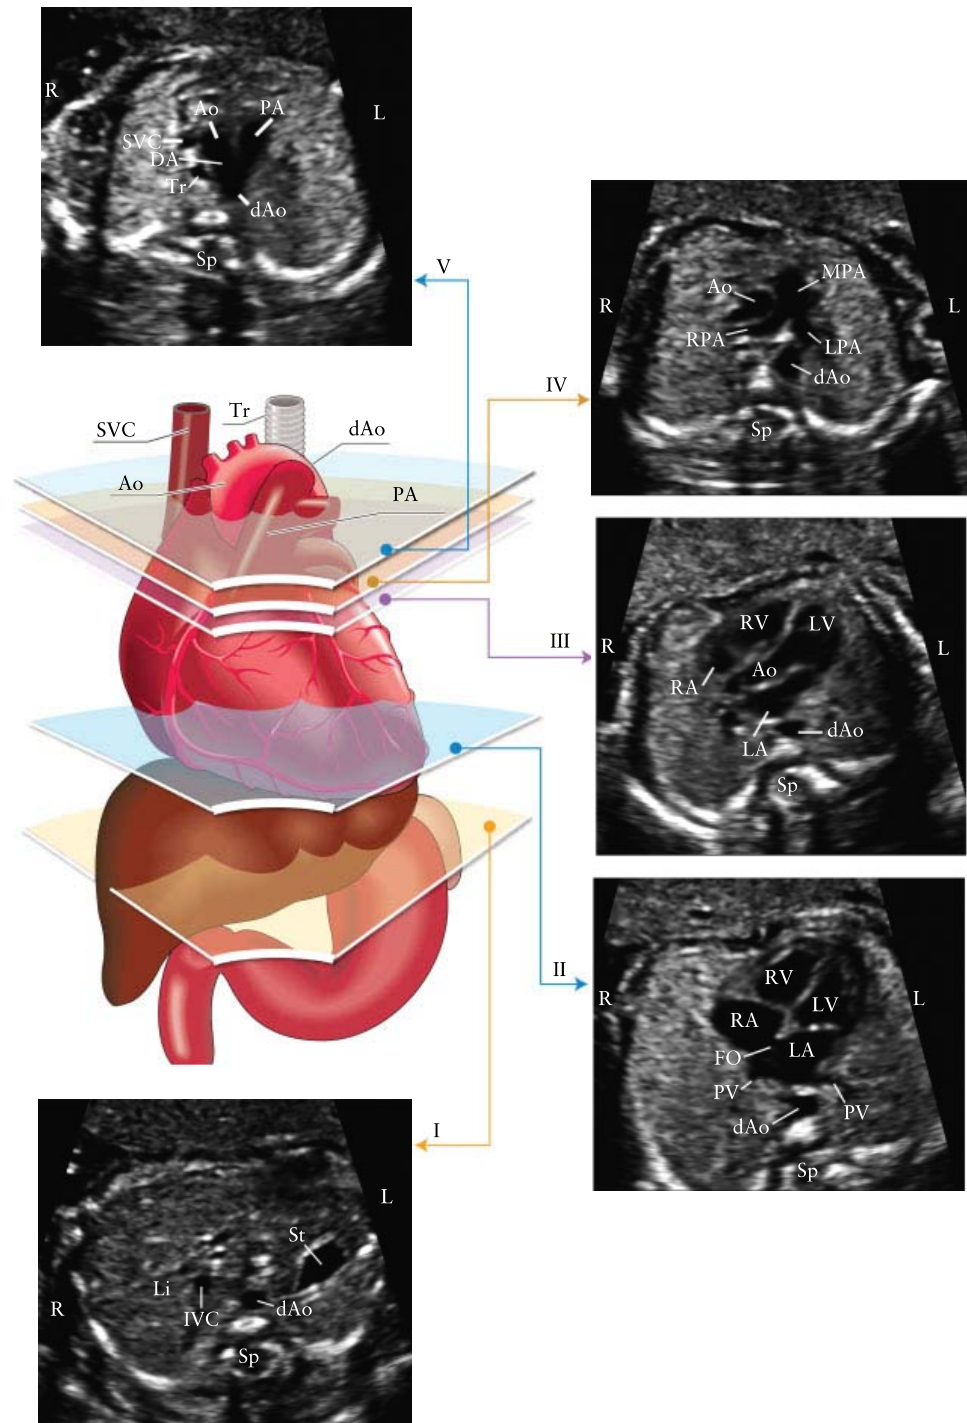 R
L
Ao
PA
SVC
DA
Tr
dAo
Sp
V
MPA
Ao
R
L
RPA
LPA
dAo
Sp
IV
SVC
Tr
dAo
Ao
PA
III
RV
LV
R
L
Ao
RA
LA
dAo
Sp
II
RV
LV
R
L
RA
FO
LA
PV
PV
dAo
Sp
I
L
St
Li
R
IVC
dAo
Sp